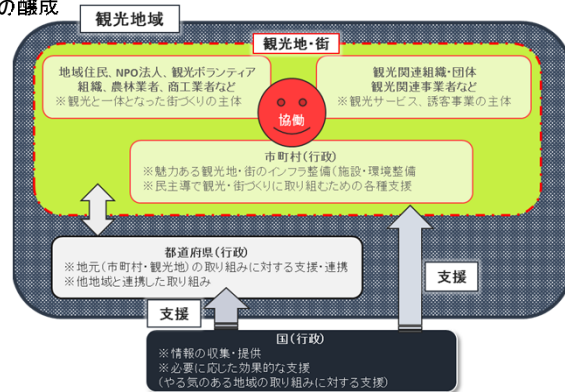 の醸成
観光地域
観光地・街
地域住民、NPO法人、観光ボランティア
組織、農林業者、商工業者など
※観光と一体となった街づくりの主体
観光関連組織・団体
観光関連事業者など
※観光サービス、誘客事業の主体
協働
市町村(行政)
※魅力ある観光地・街のインフラ整備(施設・環境整備
※民主導で観光・街づくりに取り組むための各種支援
都道府県(行政)
※地元(市町村・観光地)の取り組みに対する支援・連携
※他地域と連携した取り組み
支援
支援
国(行政)
※情報の収集・提供
※必要に応じた効果的な支援
(やる気のある地域の取り組みに対する支援)